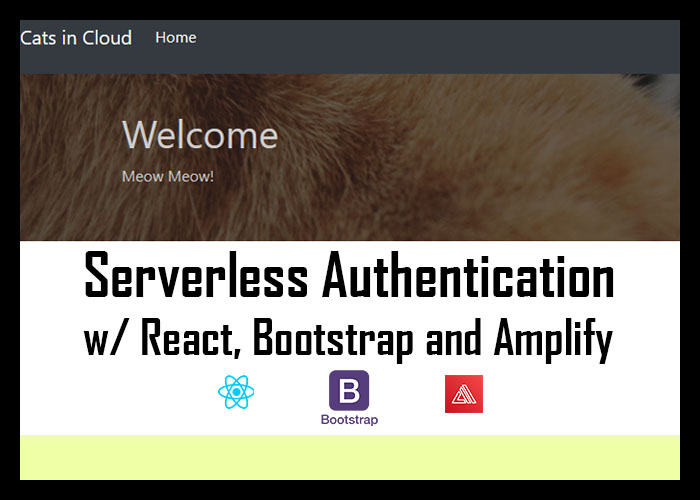 Cats in Cloud Home
Welcome
Meow Meow!
Serverless Authentication
w/ React, Bootstrap and Amplify
B
Bootstrap